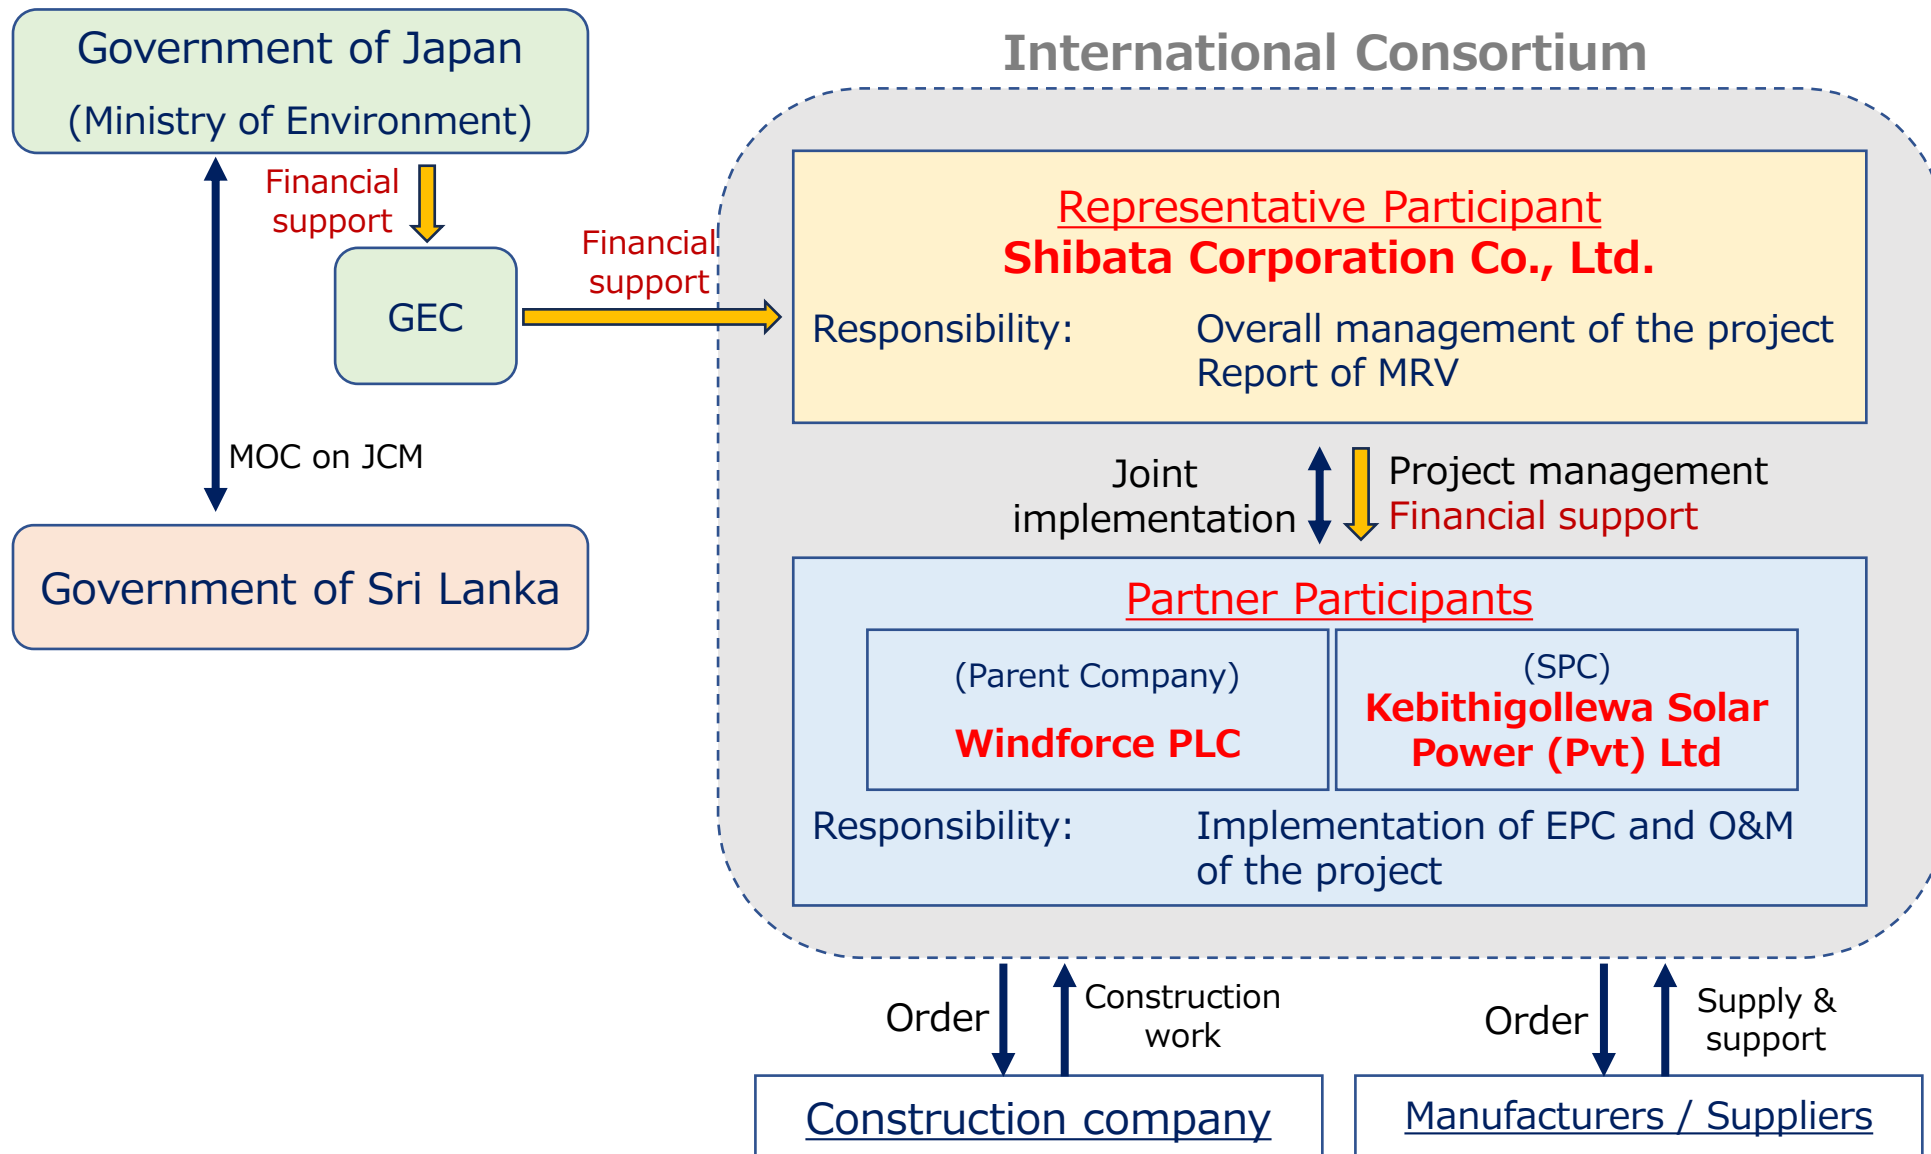 Government of Japan
(Ministry of Environment)
Financial
support
GEC
Financial
support
MOC on JCM
Government of Sri Lanka
International Consortium
Representative Participant
Shibata Corporation Co., Ltd.
Responsibility: Overall management of the project
Report of MRV
Joint
implementation
Project management
Financial support
Partner Participants
(Parent Company)
Windforce PLC
(SPC)
Kebithigollewa Solar
Power (Pvt) Ltd
Responsibility: Implementation of EPC and O&M
of the project
Order
Construction
work
Order
Supply &
support
Construction company
Manufacturers / Suppliers